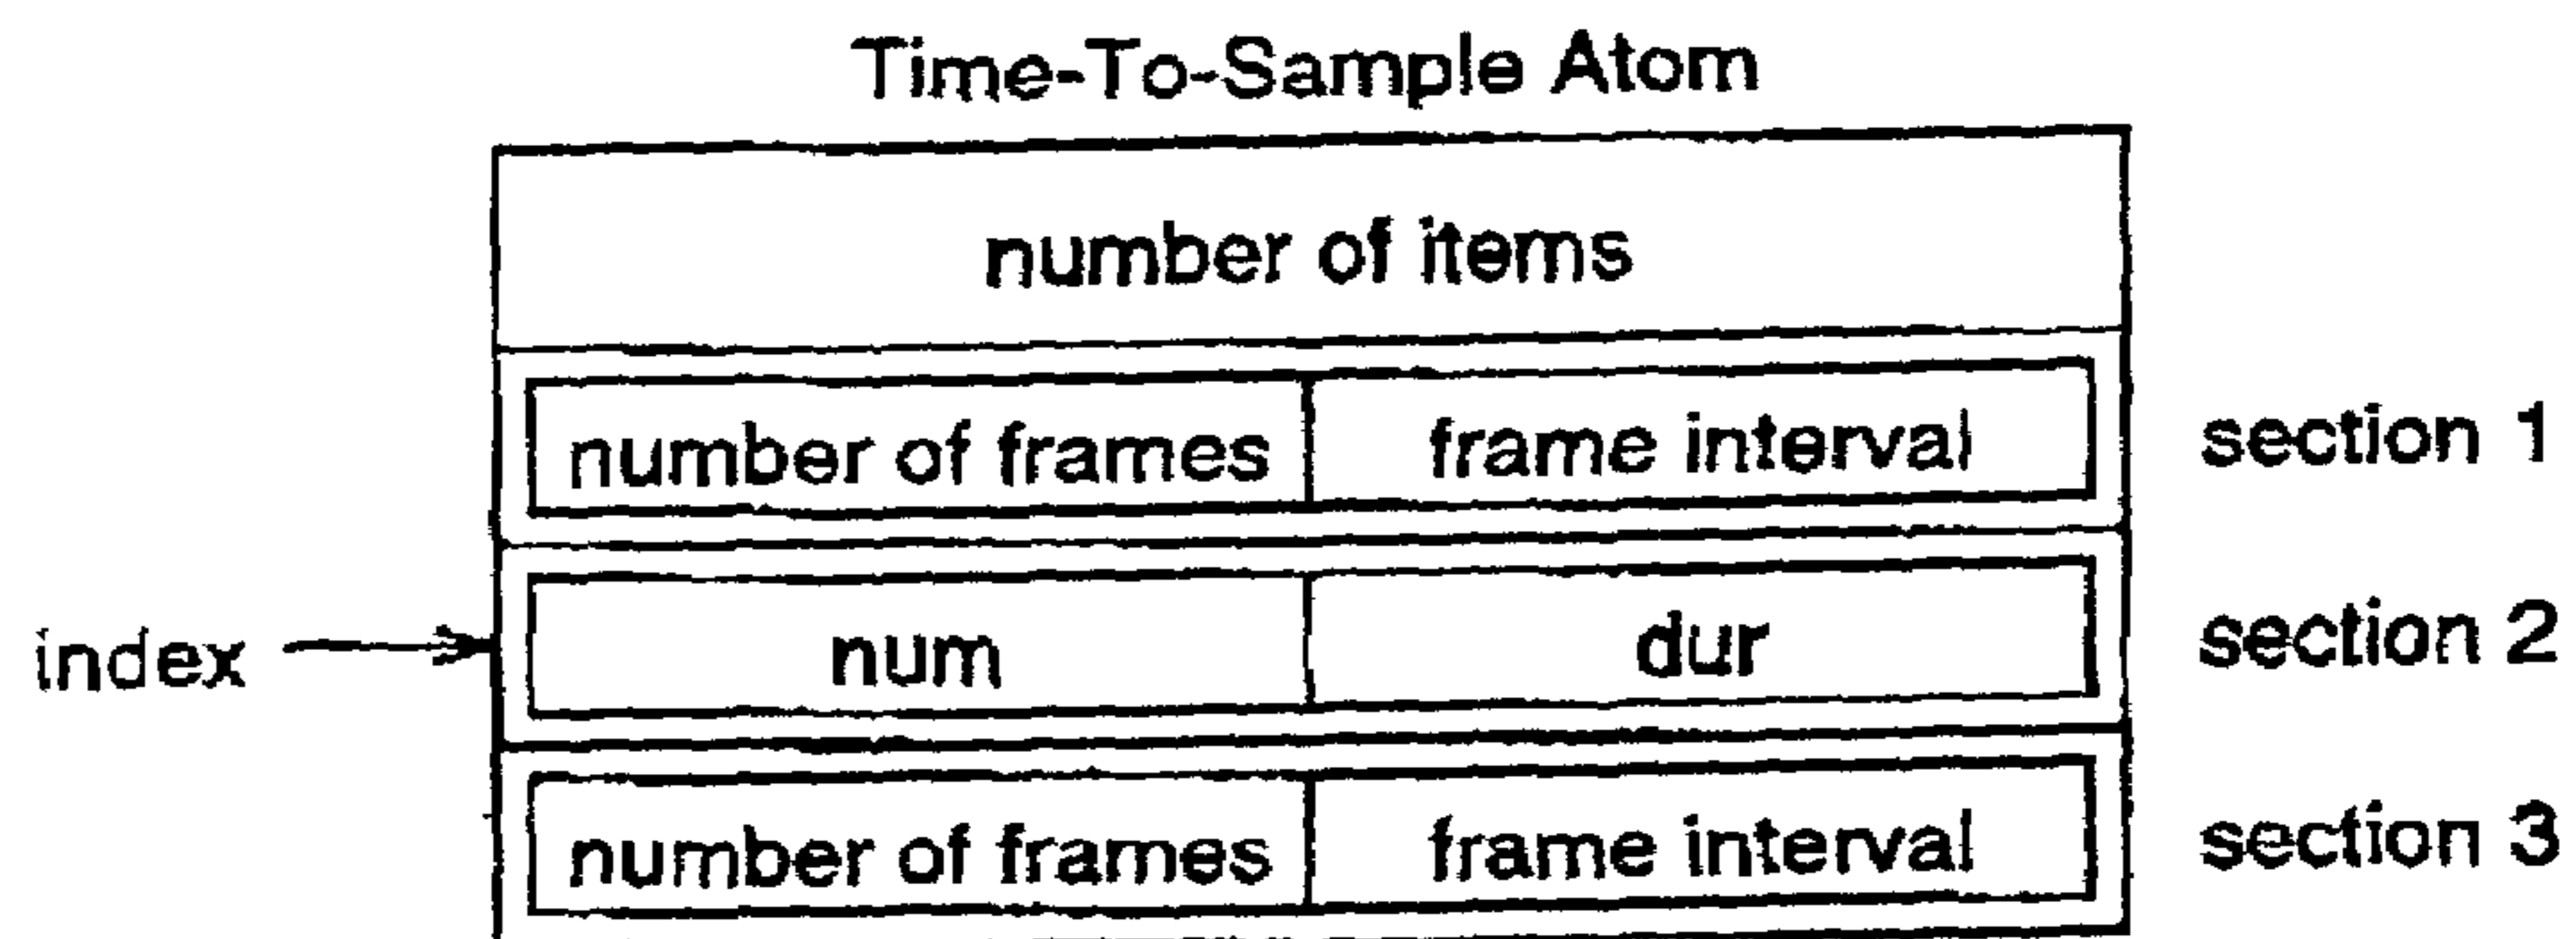 Time-To-Sample Atom
number of items
number of frames frame interval section 1
index num dur section 2
number of frames frame interval section 3